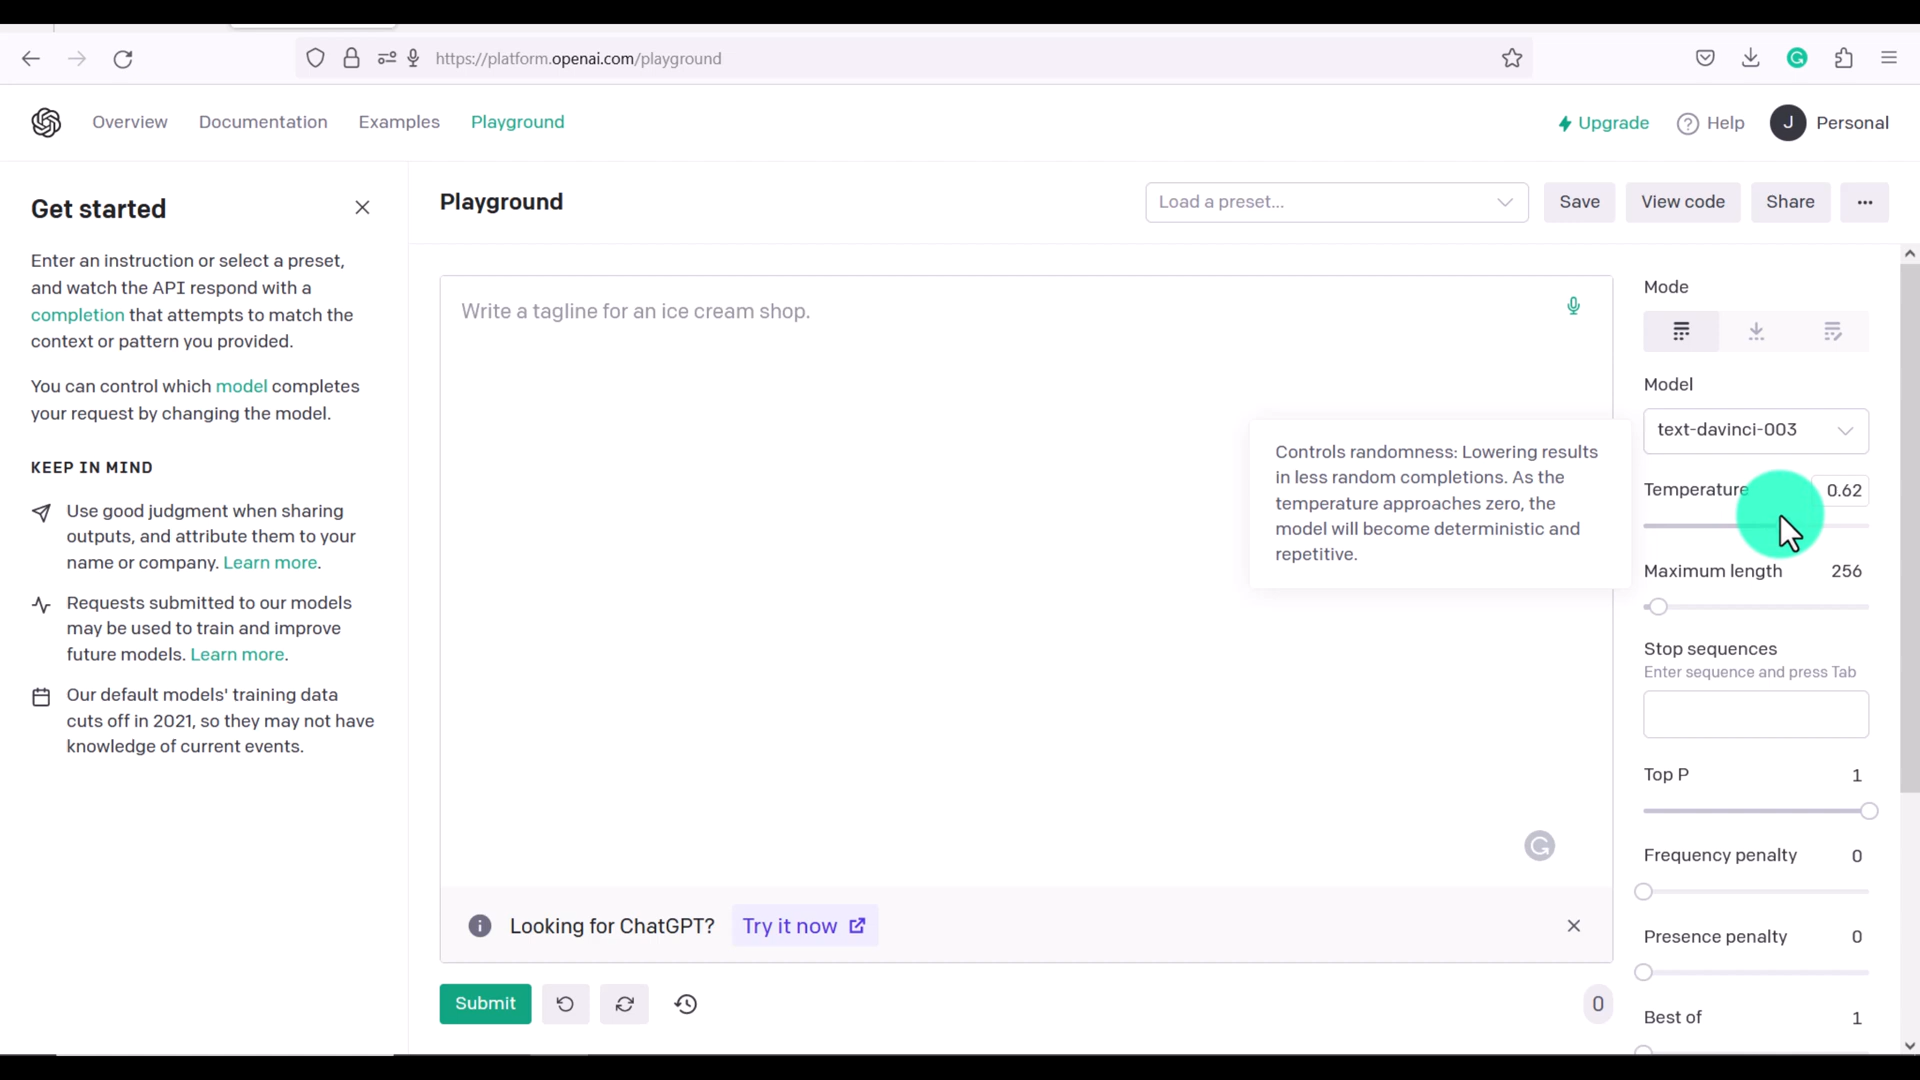 https://platform.openai.com/playground
Overview
Documentation
Examples
Playground
Upgrade
Help
J
Personal
Get started
Enter an instruction or select a preset,
and watch the API respond with a
completion that attempts to match the
context or pattern you provided.
You can control which model completes
your request by changing the model.
KEEP IN MIND
Use good judgment when sharing
outputs, and attribute them to your
name or company. Learn more.
Requests submitted to our models
may be used to train and improve
future models. Learn more.
Our default models' training data
cuts off in 2021, so they may not have
knowledge of current events.
Playground
Load a preset...
Save
View code
Share
Write a tagline for an ice cream shop.
Controls randomness: Lowering results
in less random completions. As the
temperature approaches zero, the
model will become deterministic and
repetitive.
Looking for ChatGPT?
Try it now
Submit
0
Mode
Model
text-davinci-003
Temperature 0.62
Maximum length 256
Stop sequences
Enter sequence and press Tab
Top P 1
Frequency penalty 0
Presence penalty 0
Best of 1